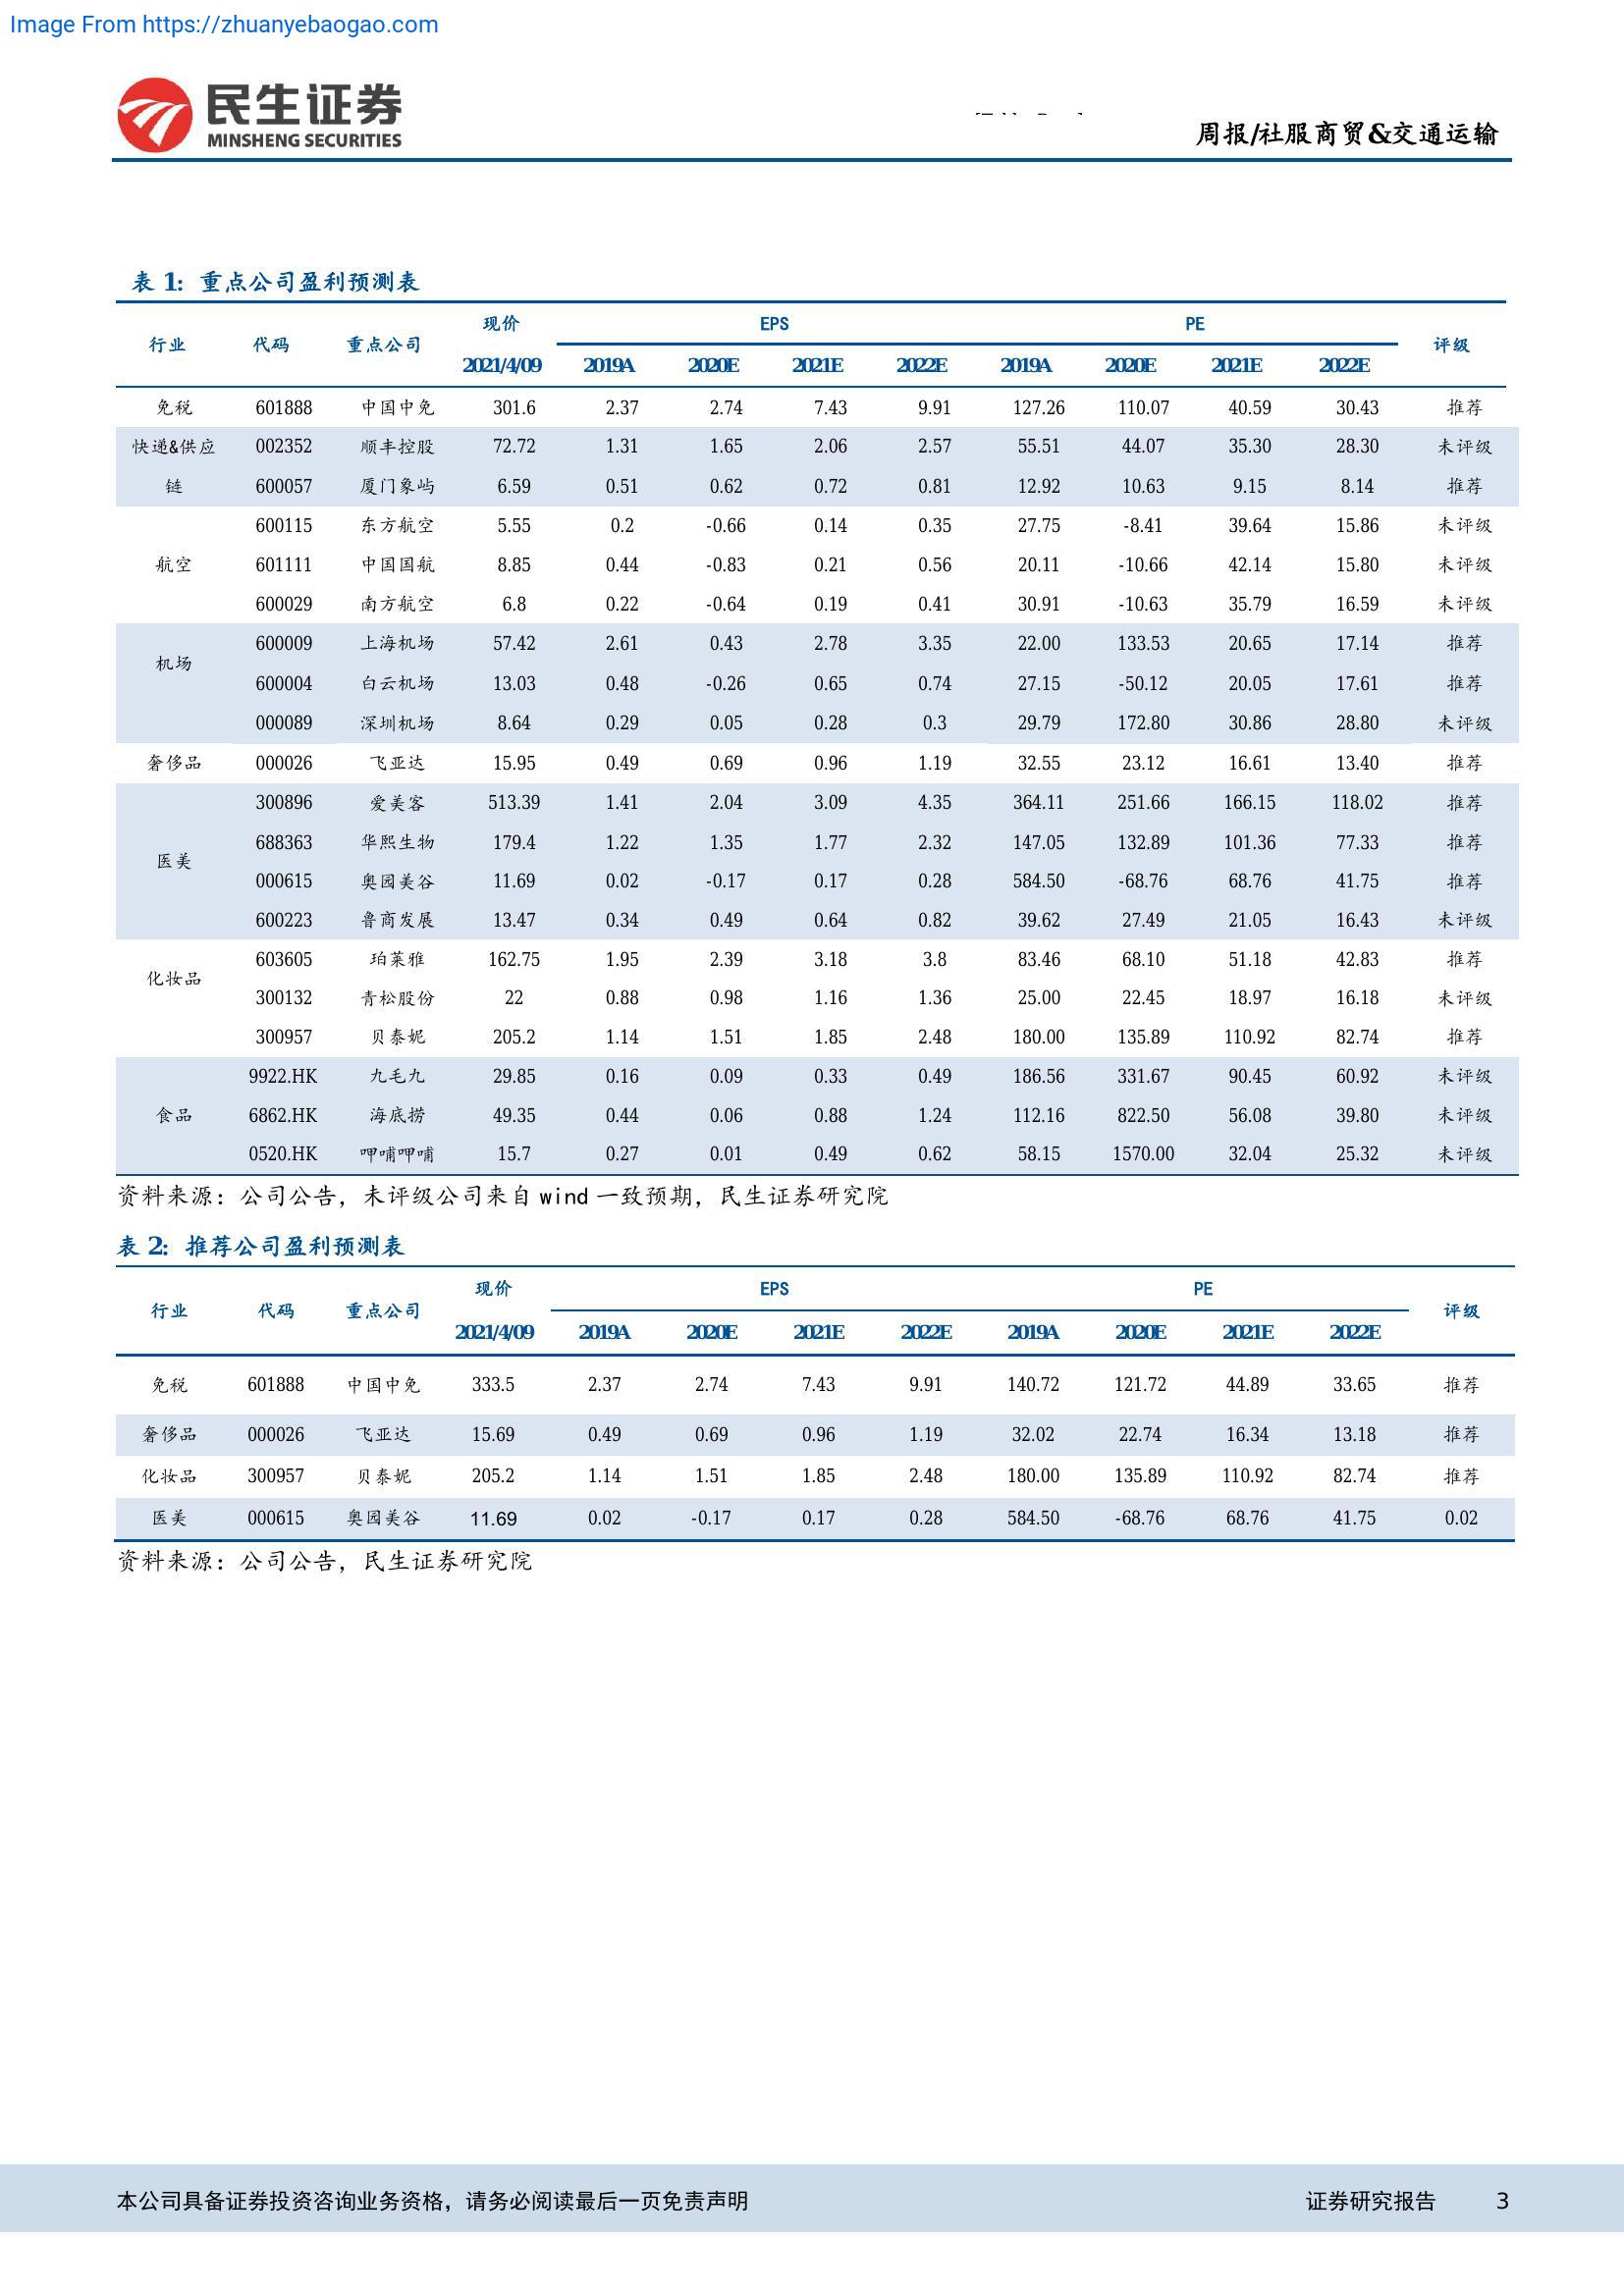 Image From https://zhuanyebaogao.com
民生证券
MINSHENG SECURITIES
周报/社服商贸&交通运输
表 1: 重点公司盈利预测表
行业 代码 重点公司 现价 EPS PE 评级
2021/4/09 2019A 2020E 2021E 2022E 2019A 2020E 2021E 2022E
免税 601888 中国中免 301.6 2.37 2.74 7.43 9.91 127.26 110.07 40.59 30.43 推荐
快递&供应 002352 顺丰控股 72.72 1.31 1.65 2.06 2.57 55.51 44.07 35.30 28.30 未评级
链 600057 厦门象屿 6.59 0.51 0.62 0.72 0.81 12.92 10.63 9.15 8.14 推荐
600115 东方航空 5.55 0.2 -0.66 0.14 0.35 27.75 -8.41 39.64 15.86 未评级
航空 601111 中国国航 8.85 0.44 -0.83 0.21 0.56 20.11 -10.66 42.14 15.80 未评级
600029 南方航空 6.8 0.22 -0.64 0.19 0.41 30.91 -10.63 35.79 16.59 未评级
机场 600009 上海机场 57.42 2.61 0.43 2.78 3.35 22.00 133.53 20.65 17.14 推荐
600004 白云机场 13.03 0.48 -0.26 0.65 0.74 27.15 -50.12 20.05 17.61 推荐
000089 深圳机场 8.64 0.29 0.05 0.28 0.3 29.79 172.80 30.86 28.80 未评级
奢侈品 000026 飞亚达 15.95 0.49 0.69 0.96 1.19 32.55 23.12 16.61 13.40 推荐
300896 爱美客 513.39 1.41 2.04 3.09 4.35 364.11 251.66 166.15 118.02 推荐
医美 688363 华熙生物 179.4 1.22 1.35 1.77 2.32 147.05 132.89 101.36 77.33 推荐
000615 奥园美谷 11.69 0.02 -0.17 0.17 0.28 584.50 -68.76 68.76 41.75 推荐
600223 鲁商发展 13.47 0.34 0.49 0.64 0.82 39.62 27.49 21.05 16.43 未评级
化妆品 603605 珀莱雅 162.75 1.95 2.39 3.18 3.8 83.46 68.10 51.18 42.83 推荐
300132 青松股份 22 0.88 0.98 1.16 1.36 25.00 22.45 18.97 16.18 未评级
300957 贝泰妮 205.2 1.14 1.51 1.85 2.48 180.00 135.89 110.92 82.74 推荐
9922.HK 九毛九 29.85 0.16 0.09 0.33 0.49 186.56 331.67 90.45 60.92 未评级
食品 6862.HK 海底捞 49.35 0.44 0.06 0.88 1.24 112.16 822.50 56.08 39.80 未评级
0520.HK 呷哺呷哺 15.7 0.27 0.01 0.49 0.62 58.15 1570.00 32.04 25.32 未评级
资料来源：公司公告，未评级公司来自 wind 一致预期，民生证券研究院
表 2: 推荐公司盈利预测表
行业 代码 重点公司 现价 EPS PE 评级
2021/4/09 2019A 2020E 2021E 2022E 2019A 2020E 2021E 2022E
免税 601888 中国中免 333.5 2.37 2.74 7.43 9.91 140.72 121.72 44.89 33.65 推荐
奢侈品 000026 飞亚达 15.69 0.49 0.69 0.96 1.19 32.02 22.74 16.34 13.18 推荐
化妆品 300957 贝泰妮 205.2 1.14 1.51 1.85 2.48 180.00 135.89 110.92 82.74 推荐
医美 000615 奥园美谷 11.69 0.02 -0.17 0.17 0.28 584.50 -68.76 68.76 41.75 0.02
资料来源：公司公告，民生证券研究院
本公司具备证券投资咨询业务资格，请务必阅读最后一页免责声明 证券研究报告 3